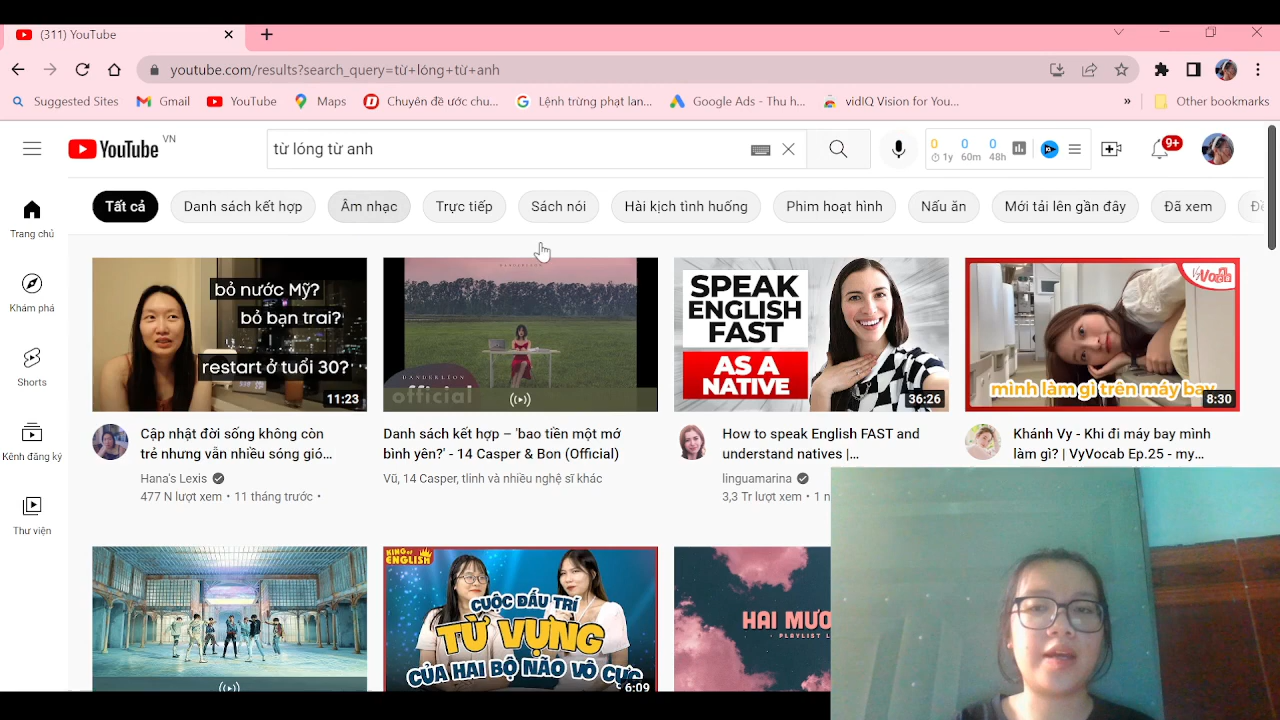 (311) YouTube
youtube.com/results?search_query=từ+lóng+từ+anh
Suggested Sites
Gmail
YouTube
Maps
Chuyên đề ước chu...
Lệnh trừng phạt lan...
Google Ads - Thu h...
vidIQ Vision for You...
»
Other bookmarks
YouTube VN
từ lóng từ anh
0 0 0
1y 60m 48h
9+
Tất cả
Danh sách kết hợp
Âm nhạc
Trực tiếp
Sách nói
Hài kịch tình huống
Phim hoạt hình
Nấu ăn
Mới tải lên gần đây
Đã xem
Trang chủ
Khám phá
Shorts
Kênh đăng ký
Thư viện
bỏ nước Mỹ?
bỏ bạn trai?
restart ở tuổi 30?
11:23
Cập nhật đời sống không còn
trẻ nhưng vẫn nhiều sóng gió...
Hana's Lexis
477 N lượt xem • 11 tháng trước •
DANDERLION
official
Danh sách kết hợp – 'bao tiền một mớ
bình yên?' - 14 Casper & Bon (Official)
Vũ, 14 Casper, tlinh và nhiều nghệ sĩ khác
SPEAK
ENGLISH
FAST
AS A
NATIVE
36:26
How to speak English FAST and
understand natives |...
linguamarina
3,3 Tr lượt xem • 1 n
mình làm gì trên máy bay
8:30
Khánh Vy - Khi đi máy bay mình
làm gì? | VyVocab Ep.25 - my...
KING of
ENGLISH
CUỘC ĐẤU TRÍ
TỪ VỰNG
CỦA HAI BỘ NÃO VÔ CỰC
6:09
HAI MƯƠ
PLAYLIST L